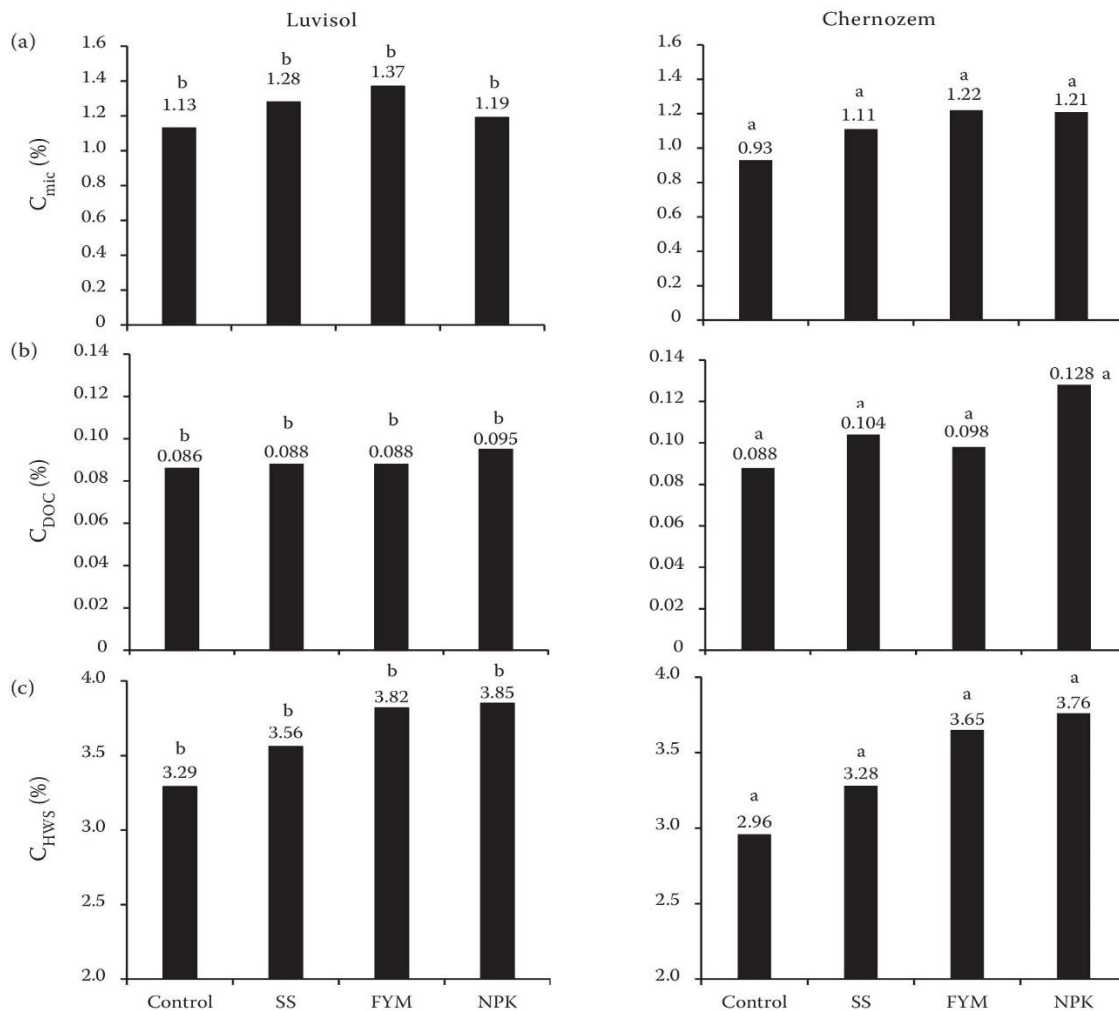 Luvisol
Chernozem
(a)
C_mic (%)
1.6
1.4
1.2
1.0
0.8
0.6
0.4
0.2
0
b
1.13
b
1.28
b
1.37
b
1.19
1.6
1.4
1.2
1.0
0.8
0.6
0.4
0.2
0
a
0.93
a
1.11
a
1.22
a
1.21
(b)
C_DOC (%)
0.14
0.12
0.10
0.08
0.06
0.04
0.02
0
b
0.086
b
0.088
b
0.088
b
0.095
0.14
0.12
0.10
0.08
0.06
0.04
0.02
0
a
0.088
a
0.104
a
0.098
0.128 a
(c)
C_HWS (%)
4.0
3.5
3.0
2.5
2.0
b
3.29
b
3.56
b
3.82
b
3.85
Control SS FYM NPK
4.0
3.5
3.0
2.5
2.0
a
2.96
a
3.28
a
3.65
a
3.76
Control SS FYM NPK